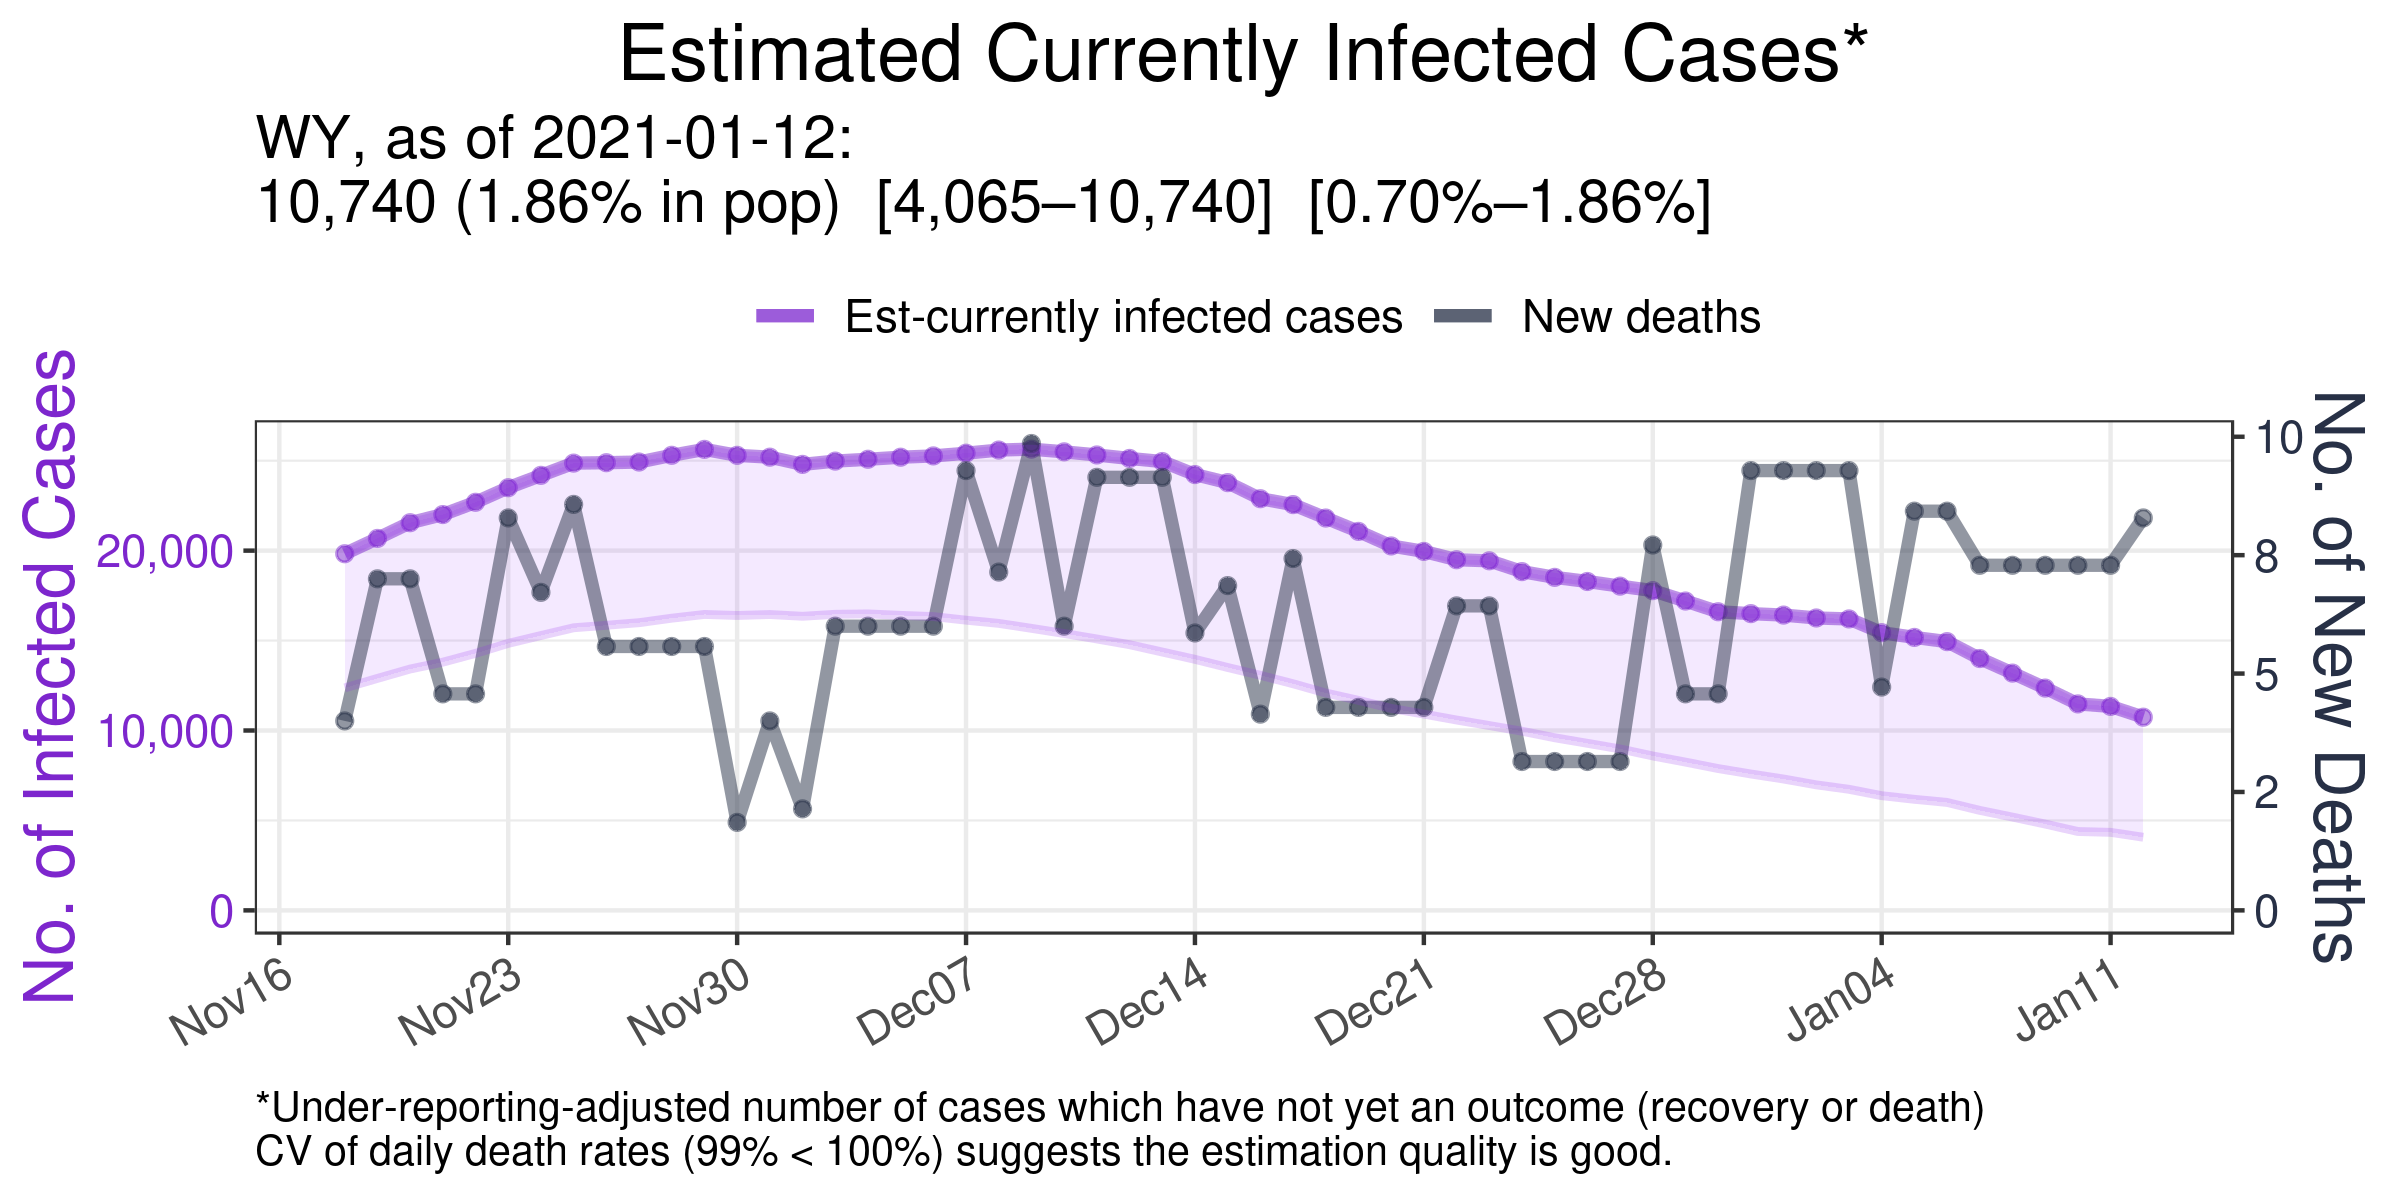 Estimated Currently Infected Cases*
WY, as of 2021-01-12:
10,740 (1.86% in pop)  [4,065–10,740]  [0.70%–1.86%]
Est-currently infected cases
New deaths
No. of Infected Cases
20,000
10,000
0
10
8
5
2
0
No. of New Deaths
Nov16
Nov23
Nov30
Dec07
Dec14
Dec21
Dec28
Jan04
Jan11
*Under-reporting-adjusted number of cases which have not yet an outcome (recovery or death)
CV of daily death rates (99% < 100%) suggests the estimation quality is good.